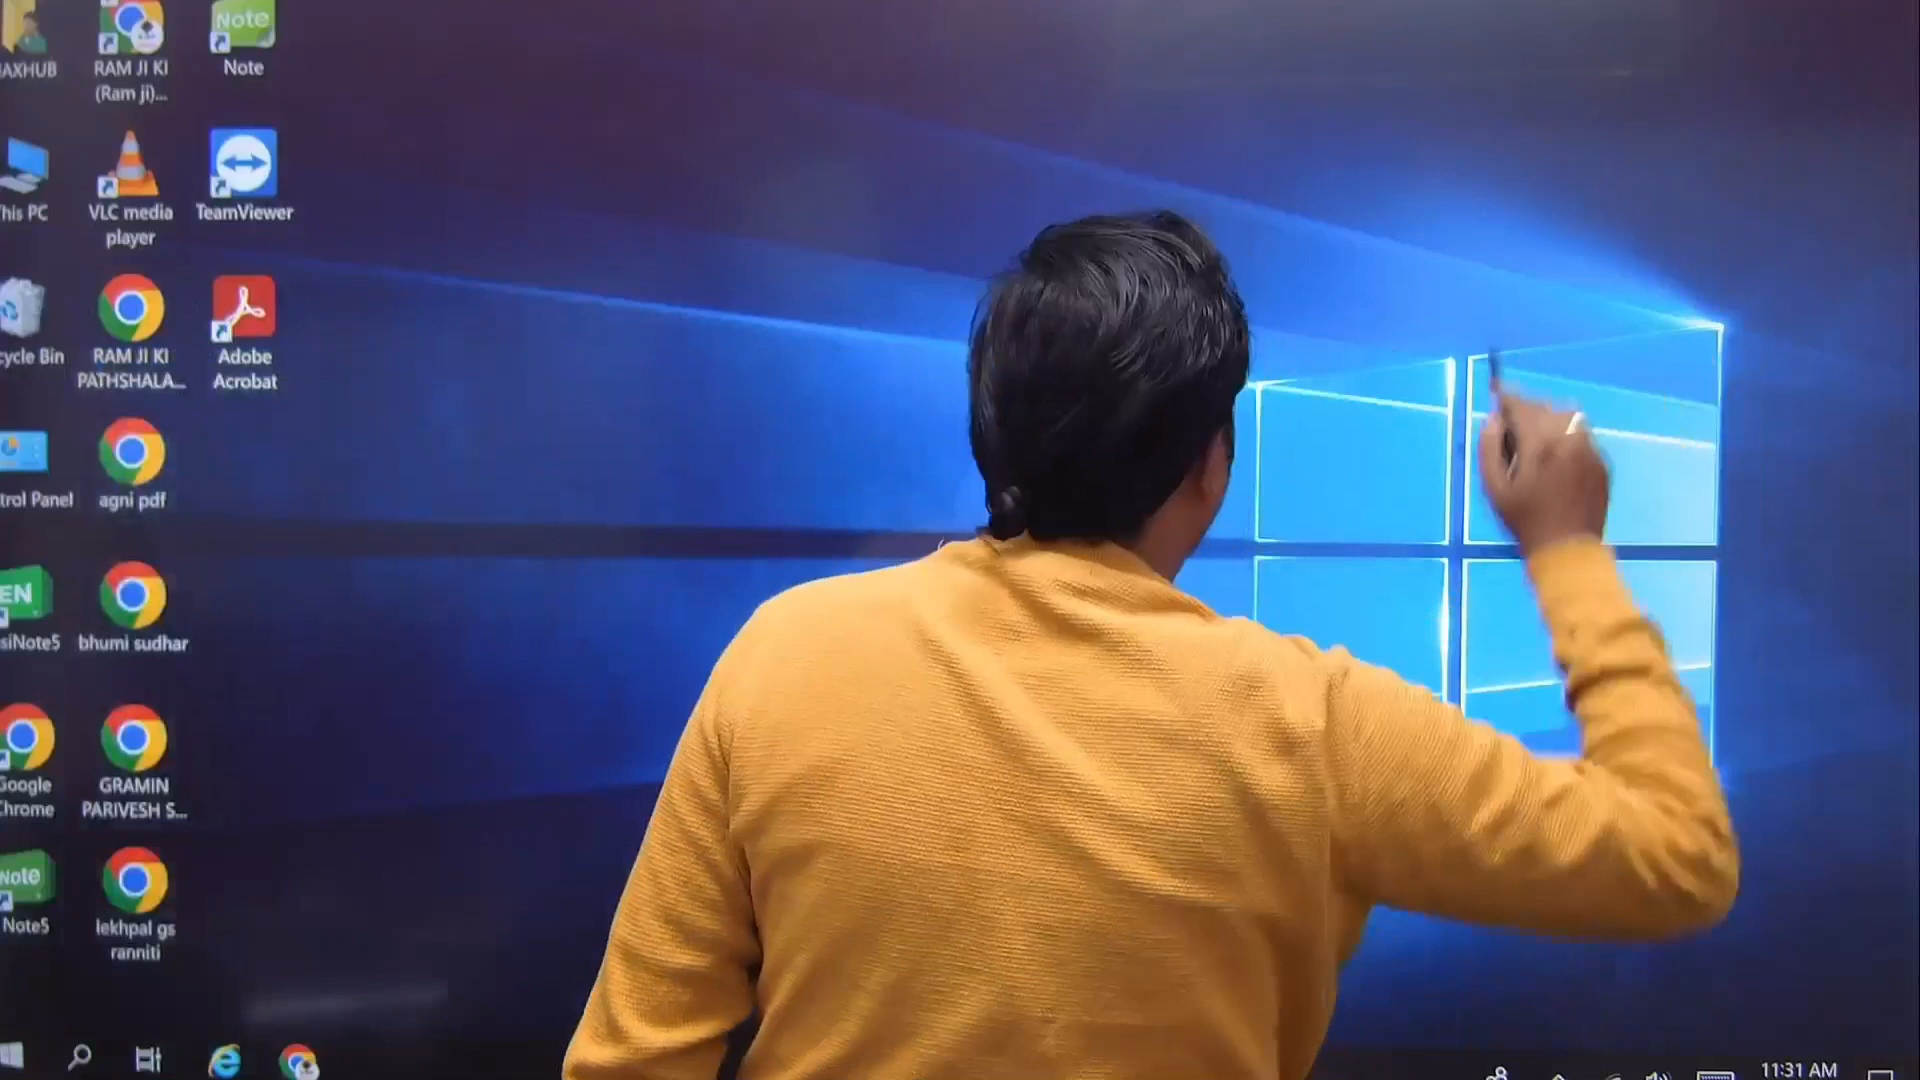 AXHUB
RAM JI KI
(Ram ji)...
Note
Note
his PC
VLC media
player
TeamViewer
cycle Bin
RAM JI KI
PATHSHALA...
Adobe
Acrobat
trol Panel
agni pdf
EN
siNote5
bhumi sudhar
Google
Chrome
GRAMIN
PARIVESH S...
Note
Note5
lekhpal gs
ranniti
11:31 AM